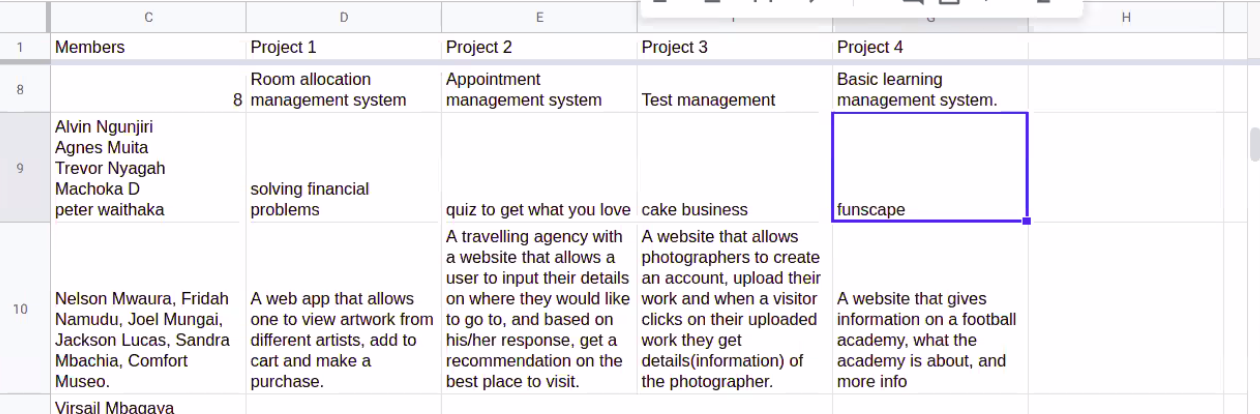 C D E F G H
1 Members Project 1 Project 2 Project 3 Project 4
8
8
Room allocation
management system
Appointment
management system
Test management
Basic learning
management system.
9
Alvin Ngunjiri
Agnes Muita
Trevor Nyagah
Machoka D
peter waithaka
solving financial
problems
quiz to get what you love
cake business
funscape
10
Nelson Mwaura, Fridah
Namudu, Joel Mungai,
Jackson Lucas, Sandra
Mbachia, Comfort
Museo.
A web app that allows
one to view artwork from
different artists, add to
cart and make a
purchase.
A travelling agency with
a website that allows a
user to input their details
on where they would like
to go to, and based on
his/her response, get a
recommendation on the
best place to visit.
A website that allows
photographers to create
an account, upload their
work and when a visitor
clicks on their uploaded
work they get
details(information) of
the photographer.
A website that gives
information on a football
academy, what the
academy is about, and
more info
Virsail Mbagaya